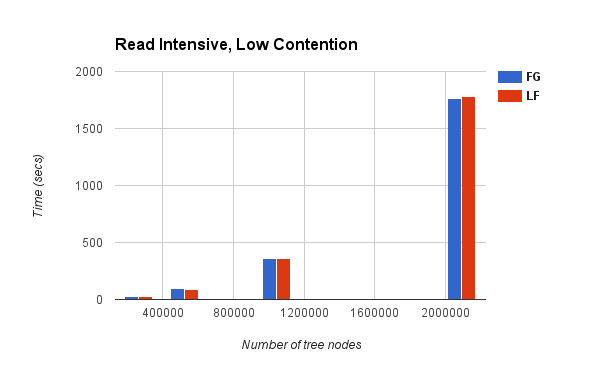 Read Intensive, Low Contention
FG
LF
2000
1500
1000
500
0
Time (secs)
400000 800000 1200000 1600000 2000000
Number of tree nodes